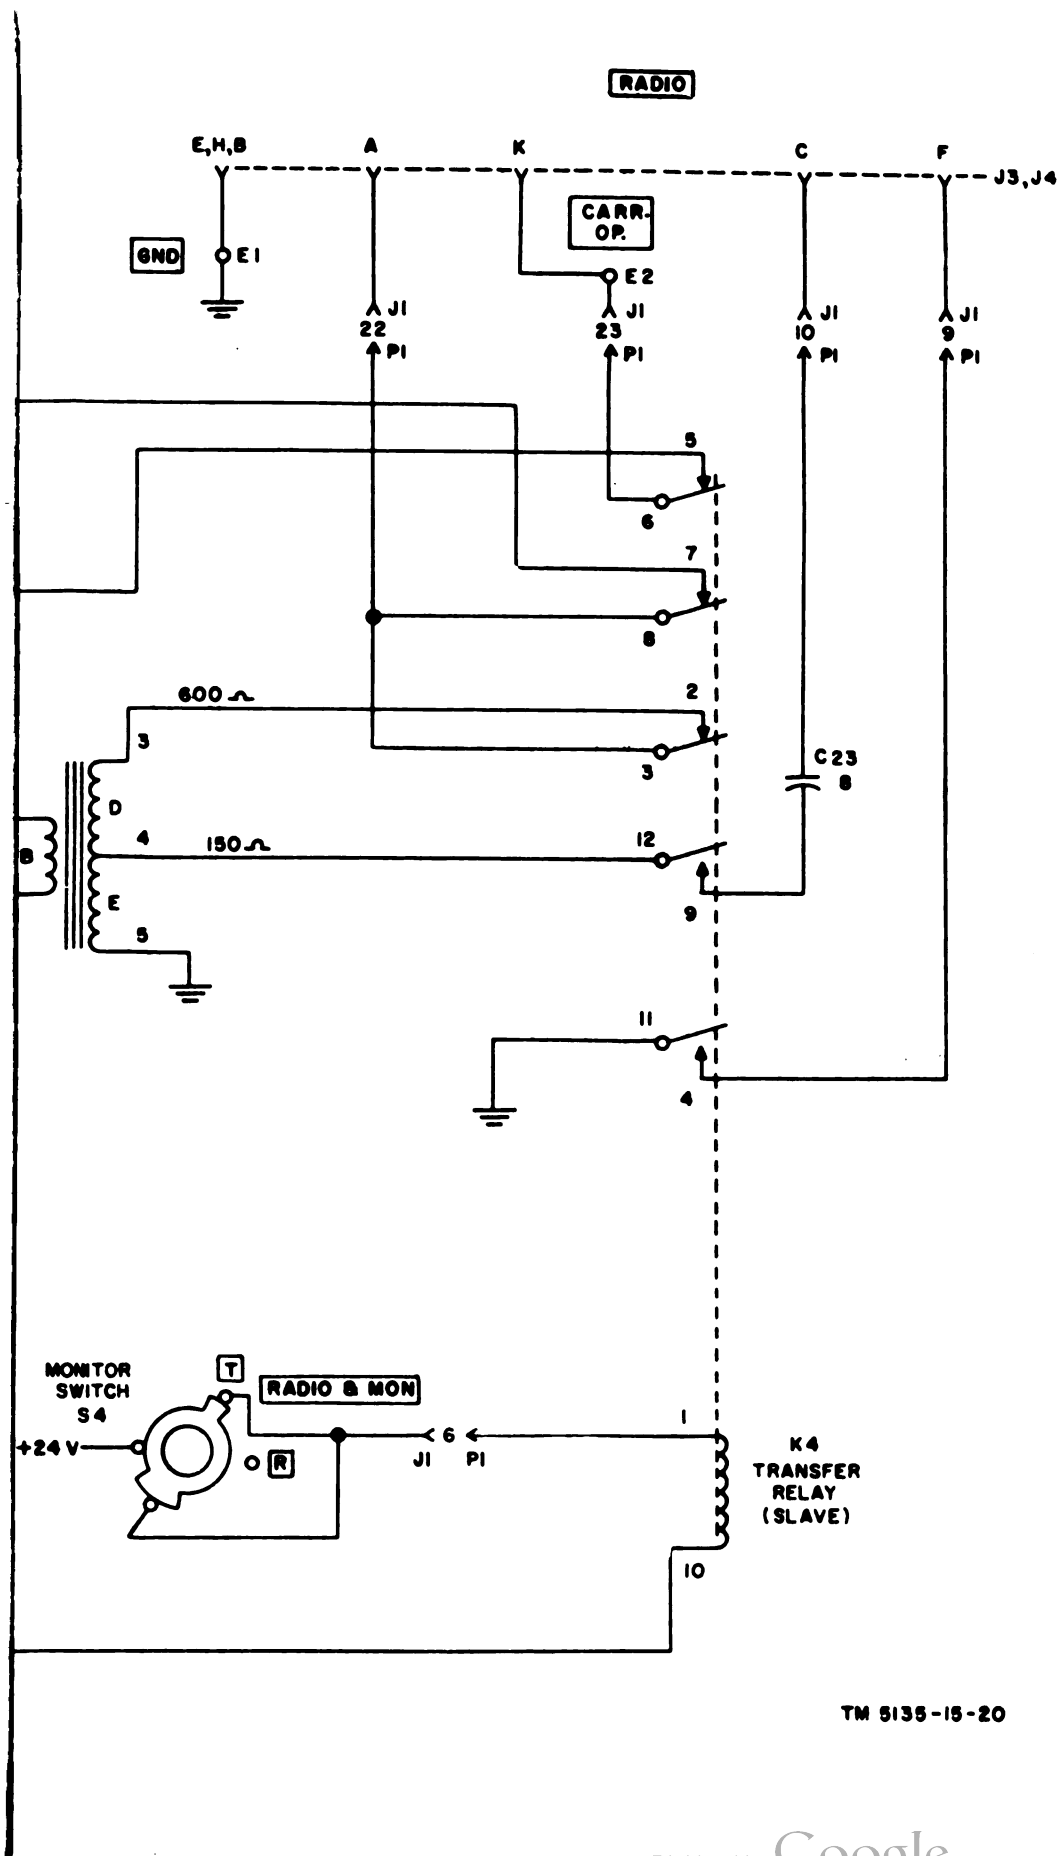 RADIO
E,H,B A K C F
J3,J4
CARR.
OP.
GND E1
E2
J1 J1 J1 J1
22 23 10 9
P1 P1 P1 P1
5
6
7
8
600 Ω 2
3
3
C23
8
D
4 150 Ω 12
B
E
9
5
11
4
MONITOR
SWITCH
S4
T
RADIO & MON
+24 V
R
6
J1 P1
1
K4
TRANSFER
RELAY
(SLAVE)
10
TM 5135-15-20
Google